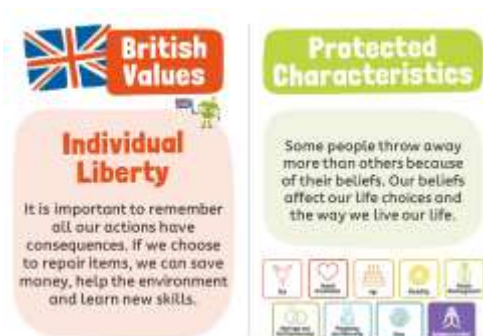 British
Values
Individual
Liberty
It is important to remember
all our actions have
consequences. If we choose
to repair items, we can save
money, help the environment
and learn new skills.
Protected
Characteristics
Some people throw away
more than others because
of their beliefs. Our beliefs
affect our life choices and
the way we live our life.
Age